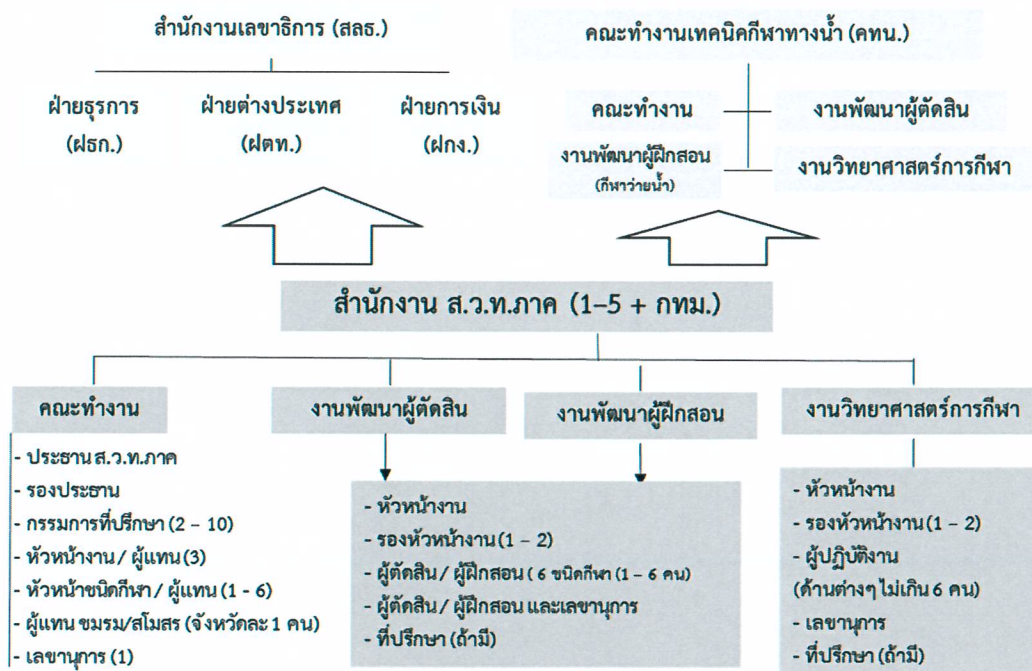 สำนักงานเลขาธิการ (สลธ.)
คณะทำงานเทคนิคกีฬาทางน้ำ (คทน.)
ฝ่ายธุรการ
(ฝธก.)
ฝ่ายต่างประเทศ
(ฝตท.)
ฝ่ายการเงิน
(ฝกง.)
คณะทำงาน
งานพัฒนาผู้ตัดสิน
งานพัฒนาผู้ฝึกสอน
(กีฬาว่ายน้ำ)
งานวิทยาศาสตร์การกีฬา
สำนักงาน ส.ว.ท.ภาค (1–5 + กทม.)
คณะทำงาน
- ประธาน ส.ว.ท.ภาค
- รองประธาน
- กรรมการที่ปรึกษา (2 – 10)
- หัวหน้างาน / ผู้แทน (3)
- หัวหน้าชนิดกีฬา / ผู้แทน (1 - 6)
- ผู้แทน ชมรม/สโมสร (จังหวัดละ 1 คน)
- เลขานุการ (1)
งานพัฒนาผู้ตัดสิน
งานพัฒนาผู้ฝึกสอน
- หัวหน้างาน
- รองหัวหน้างาน (1 – 2)
- ผู้ตัดสิน / ผู้ฝึกสอน ( 6 ชนิดกีฬา (1 – 6 คน)
- ผู้ตัดสิน / ผู้ฝึกสอน และเลขานุการ
- ที่ปรึกษา (ถ้ามี)
งานวิทยาศาสตร์การกีฬา
- หัวหน้างาน
- รองหัวหน้างาน (1 – 2)
- ผู้ปฏิบัติงาน
(ด้านต่างๆ ไม่เกิน 6 คน)
- เลขานุการ
- ที่ปรึกษา (ถ้ามี)